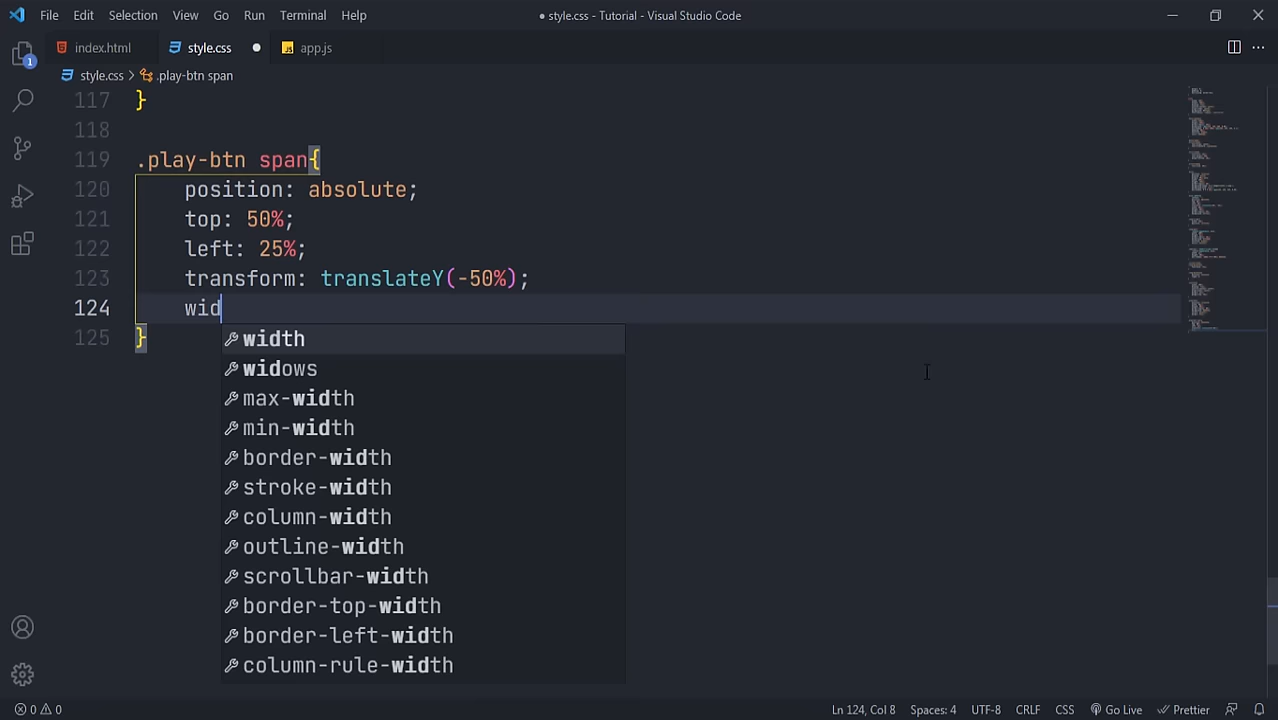 File Edit Selection View Go Run Terminal Help
● style.css - Tutorial - Visual Studio Code
index.html style.css ● JS app.js
style.css > .play-btn span
1
117 }
118
119 .play-btn span{
120 position: absolute;
121 top: 50%;
122 left: 25%;
123 transform: translateY(-50%);
124 wid
125 }
width
widows
max-width
min-width
border-width
stroke-width
column-width
outline-width
scrollbar-width
border-top-width
border-left-width
column-rule-width
0 0 Ln 124, Col 8 Spaces: 4 UTF-8 CRLF CSS Go Live Prettier